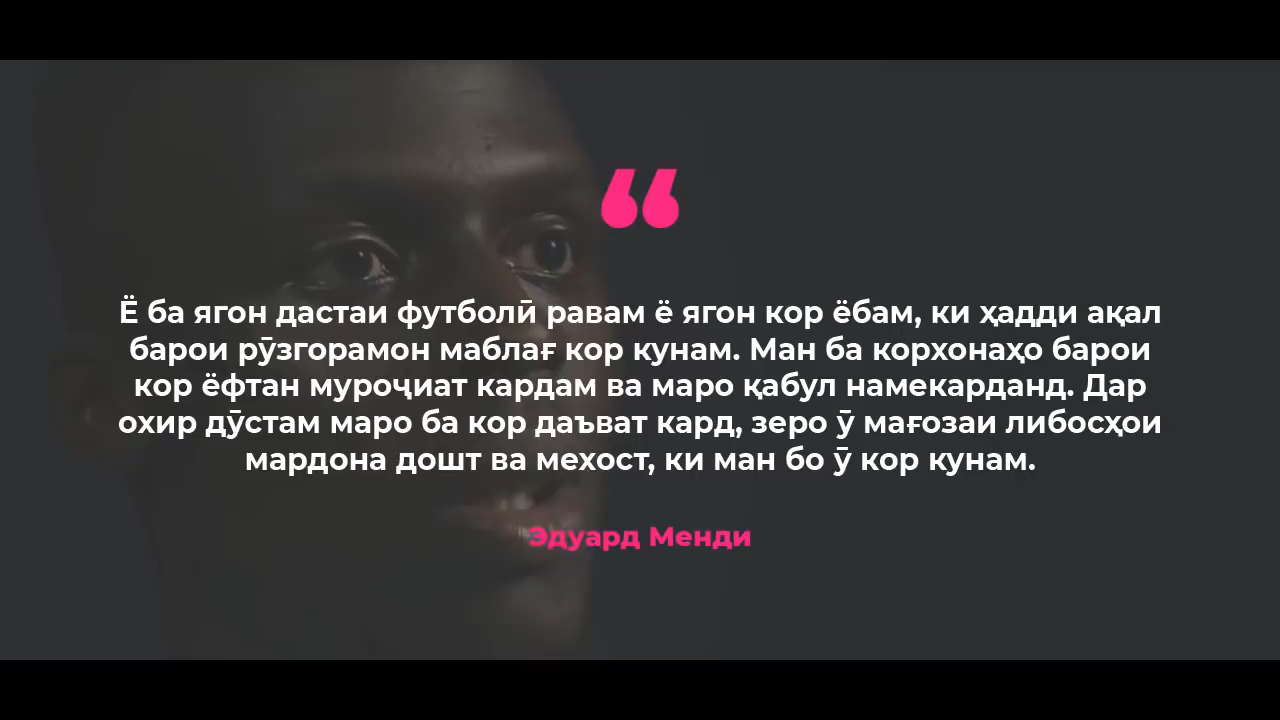 “
Ё ба ягон дастаи футболӣ равам ё ягон кор ёбам, ки ҳадди ақал
барои рӯзгорамон маблағ кор кунам. Ман ба корхонаҳо барои
кор ёфтан муроҷиат кардам ва маро қабул намекарданд. Дар
охир дӯстам маро ба кор даъват кард, зеро ӯ мағозаи либосҳои
мардона дошт ва мехост, ки ман бо ӯ кор кунам.
Эдуард Менди